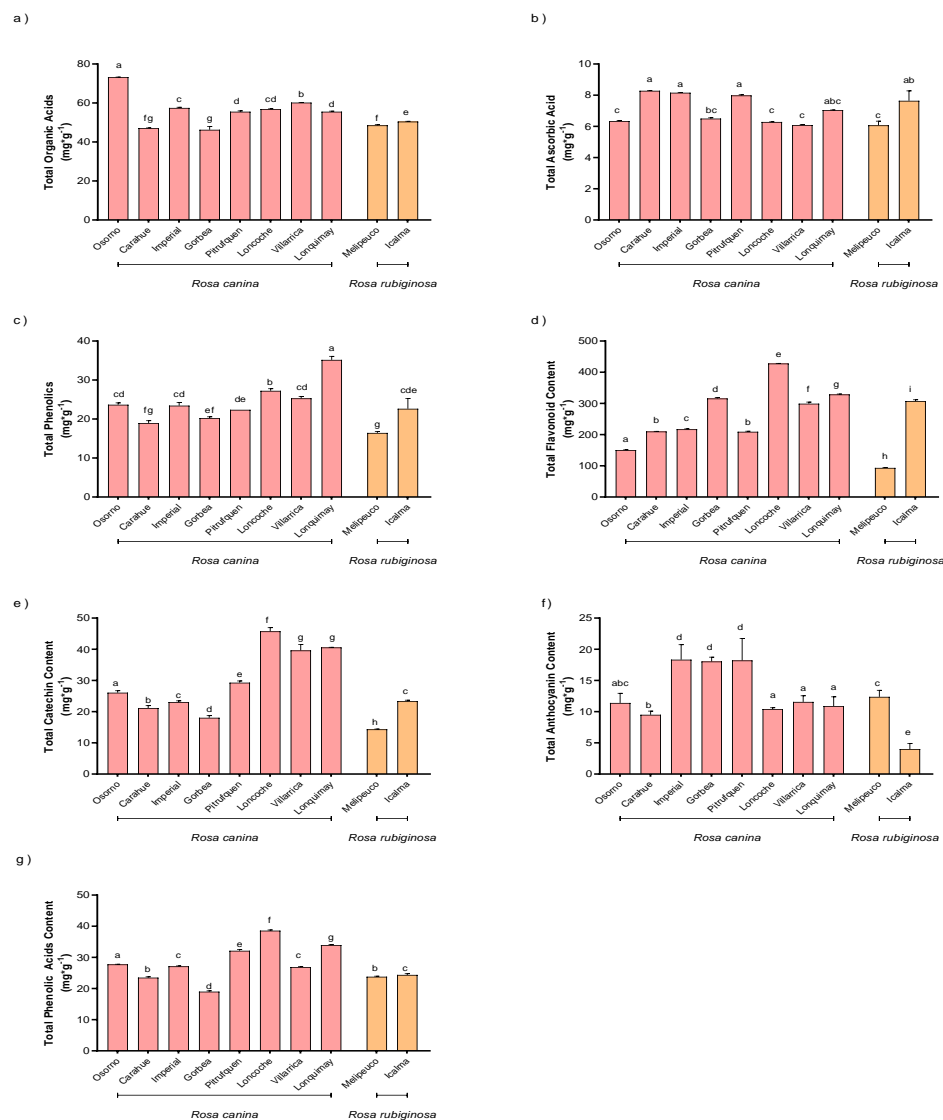 a)
Total Organic Acids
(mg*g-1)
80
60
40
20
0
a
fg
c
g
d
cd
b
d
f
e
Osorno
Carahue
Imperial
Gorbea
Pitrufquen
Loncoche
Villarrica
Lonquimay
Melipeuco
Icalma
Rosa canina
Rosa rubiginosa
b)
Total Ascorbic Acid
(mg*g-1)
10
8
6
4
2
0
c
a
a
bc
a
c
c
abc
c
ab
Osorno
Carahue
Imperial
Gorbea
Pitrufquen
Loncoche
Villarrica
Lonquimay
Melipeuco
Icalma
Rosa canina
Rosa rubiginosa
c)
Total Phenolics
(mg*g-1)
40
30
20
10
0
cd
fg
cd
ef
de
b
cd
a
g
cde
Osorno
Carahue
Imperial
Gorbea
Pitrufquen
Loncoche
Villarrica
Lonquimay
Melipeuco
Icalma
Rosa canina
Rosa rubiginosa
d)
Total Flavonoid Content
(mg*g-1)
500
400
300
200
100
0
a
b
c
d
b
e
f
g
h
i
Osorno
Carahue
Imperial
Gorbea
Pitrufquen
Loncoche
Villarrica
Lonquimay
Melipeuco
Icalma
Rosa canina
Rosa rubiginosa
e)
Total Catechin Content
(mg*g-1)
50
40
30
20
10
0
a
b
c
d
e
f
g
g
h
c
Osorno
Carahue
Imperial
Gorbea
Pitrufquen
Loncoche
Villarrica
Lonquimay
Melipeuco
Icalma
Rosa canina
Rosa rubiginosa
f)
Total Anthocyanin Content
(mg*g-1)
25
20
15
10
5
0
abc
b
d
d
d
a
a
a
c
e
Osorno
Carahue
Imperial
Gorbea
Pitrufquen
Loncoche
Villarrica
Lonquimay
Melipeuco
Icalma
Rosa canina
Rosa rubiginosa
g)
Total Phenolic Acids Content
(mg*g-1)
50
40
30
20
10
0
a
b
c
d
e
f
c
g
b
c
Osorno
Carahue
Imperial
Gorbea
Pitrufquen
Loncoche
Villarrica
Lonquimay
Melipeuco
Icalma
Rosa canina
Rosa rubiginosa